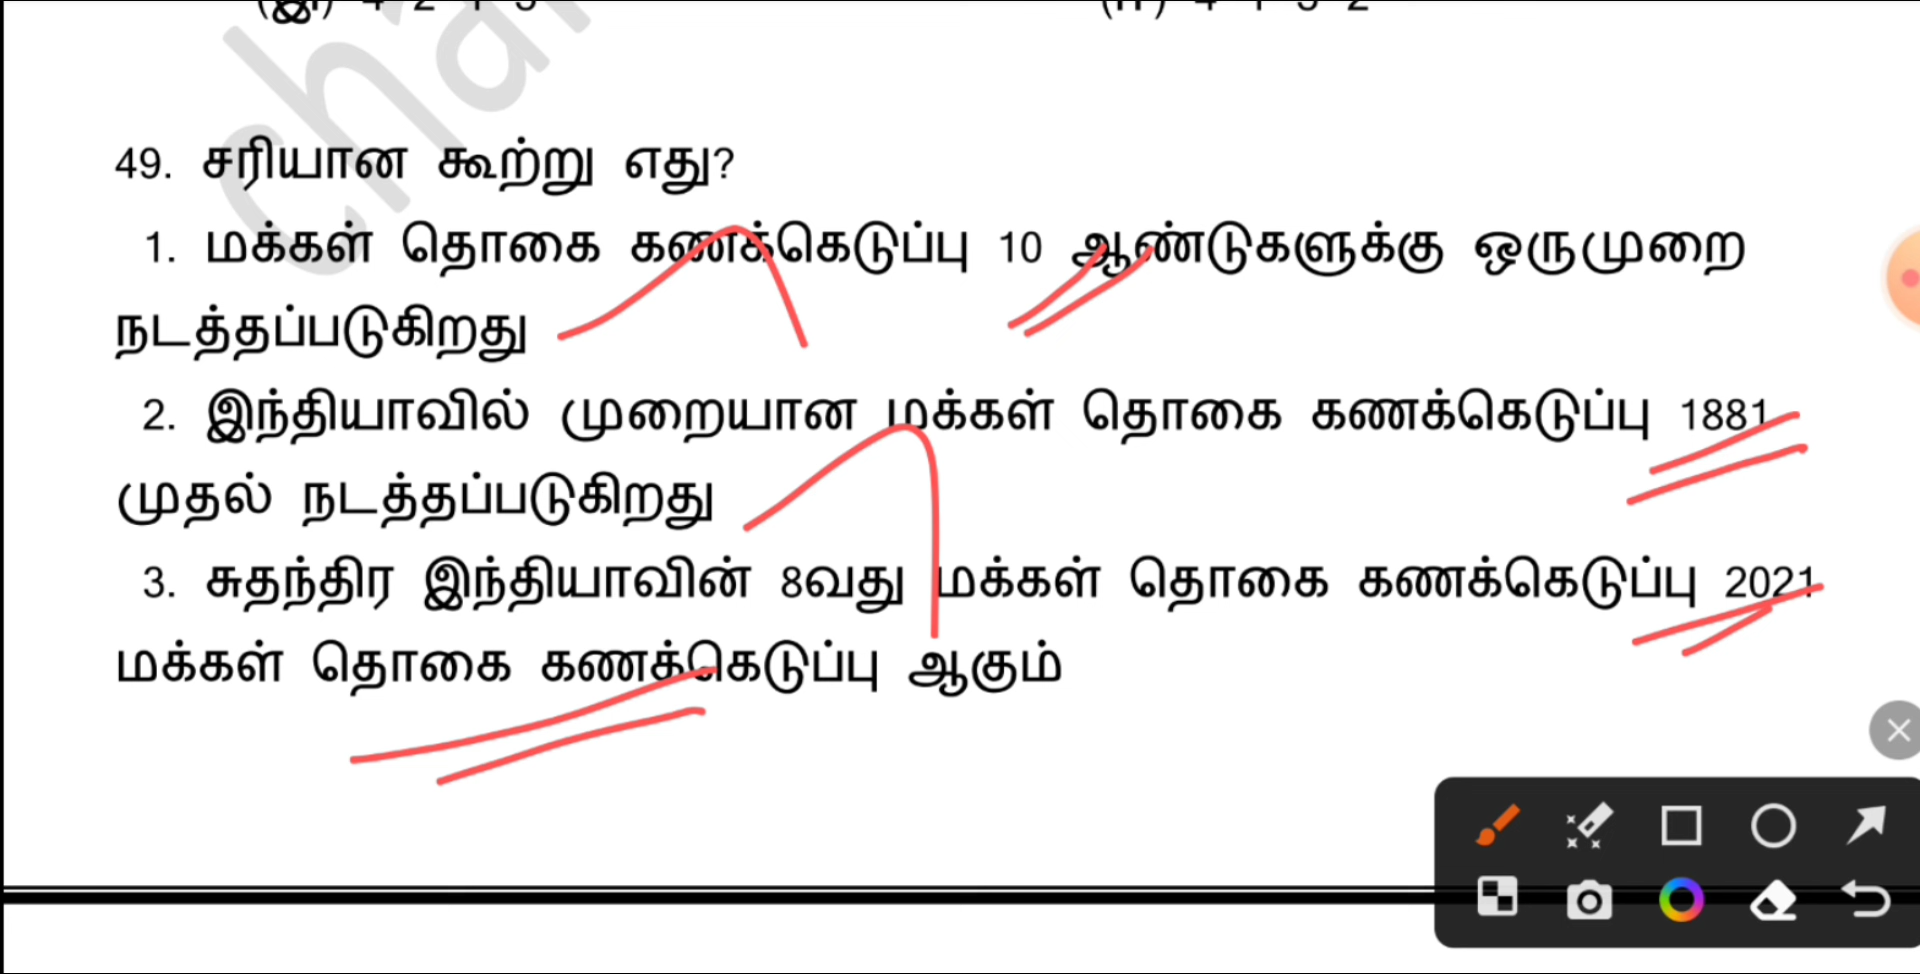 49. சரியான கூற்று எது?
1. மக்கள் தொகை கணக்கெடுப்பு 10 ஆண்டுகளுக்கு ஒருமுறை
நடத்தப்படுகிறது
2. இந்தியாவில் முறையான மக்கள் தொகை கணக்கெடுப்பு 1881
முதல் நடத்தப்படுகிறது
3. சுதந்திர இந்தியாவின் 8வது மக்கள் தொகை கணக்கெடுப்பு 2021
மக்கள் தொகை கணக்கெடுப்பு ஆகும்